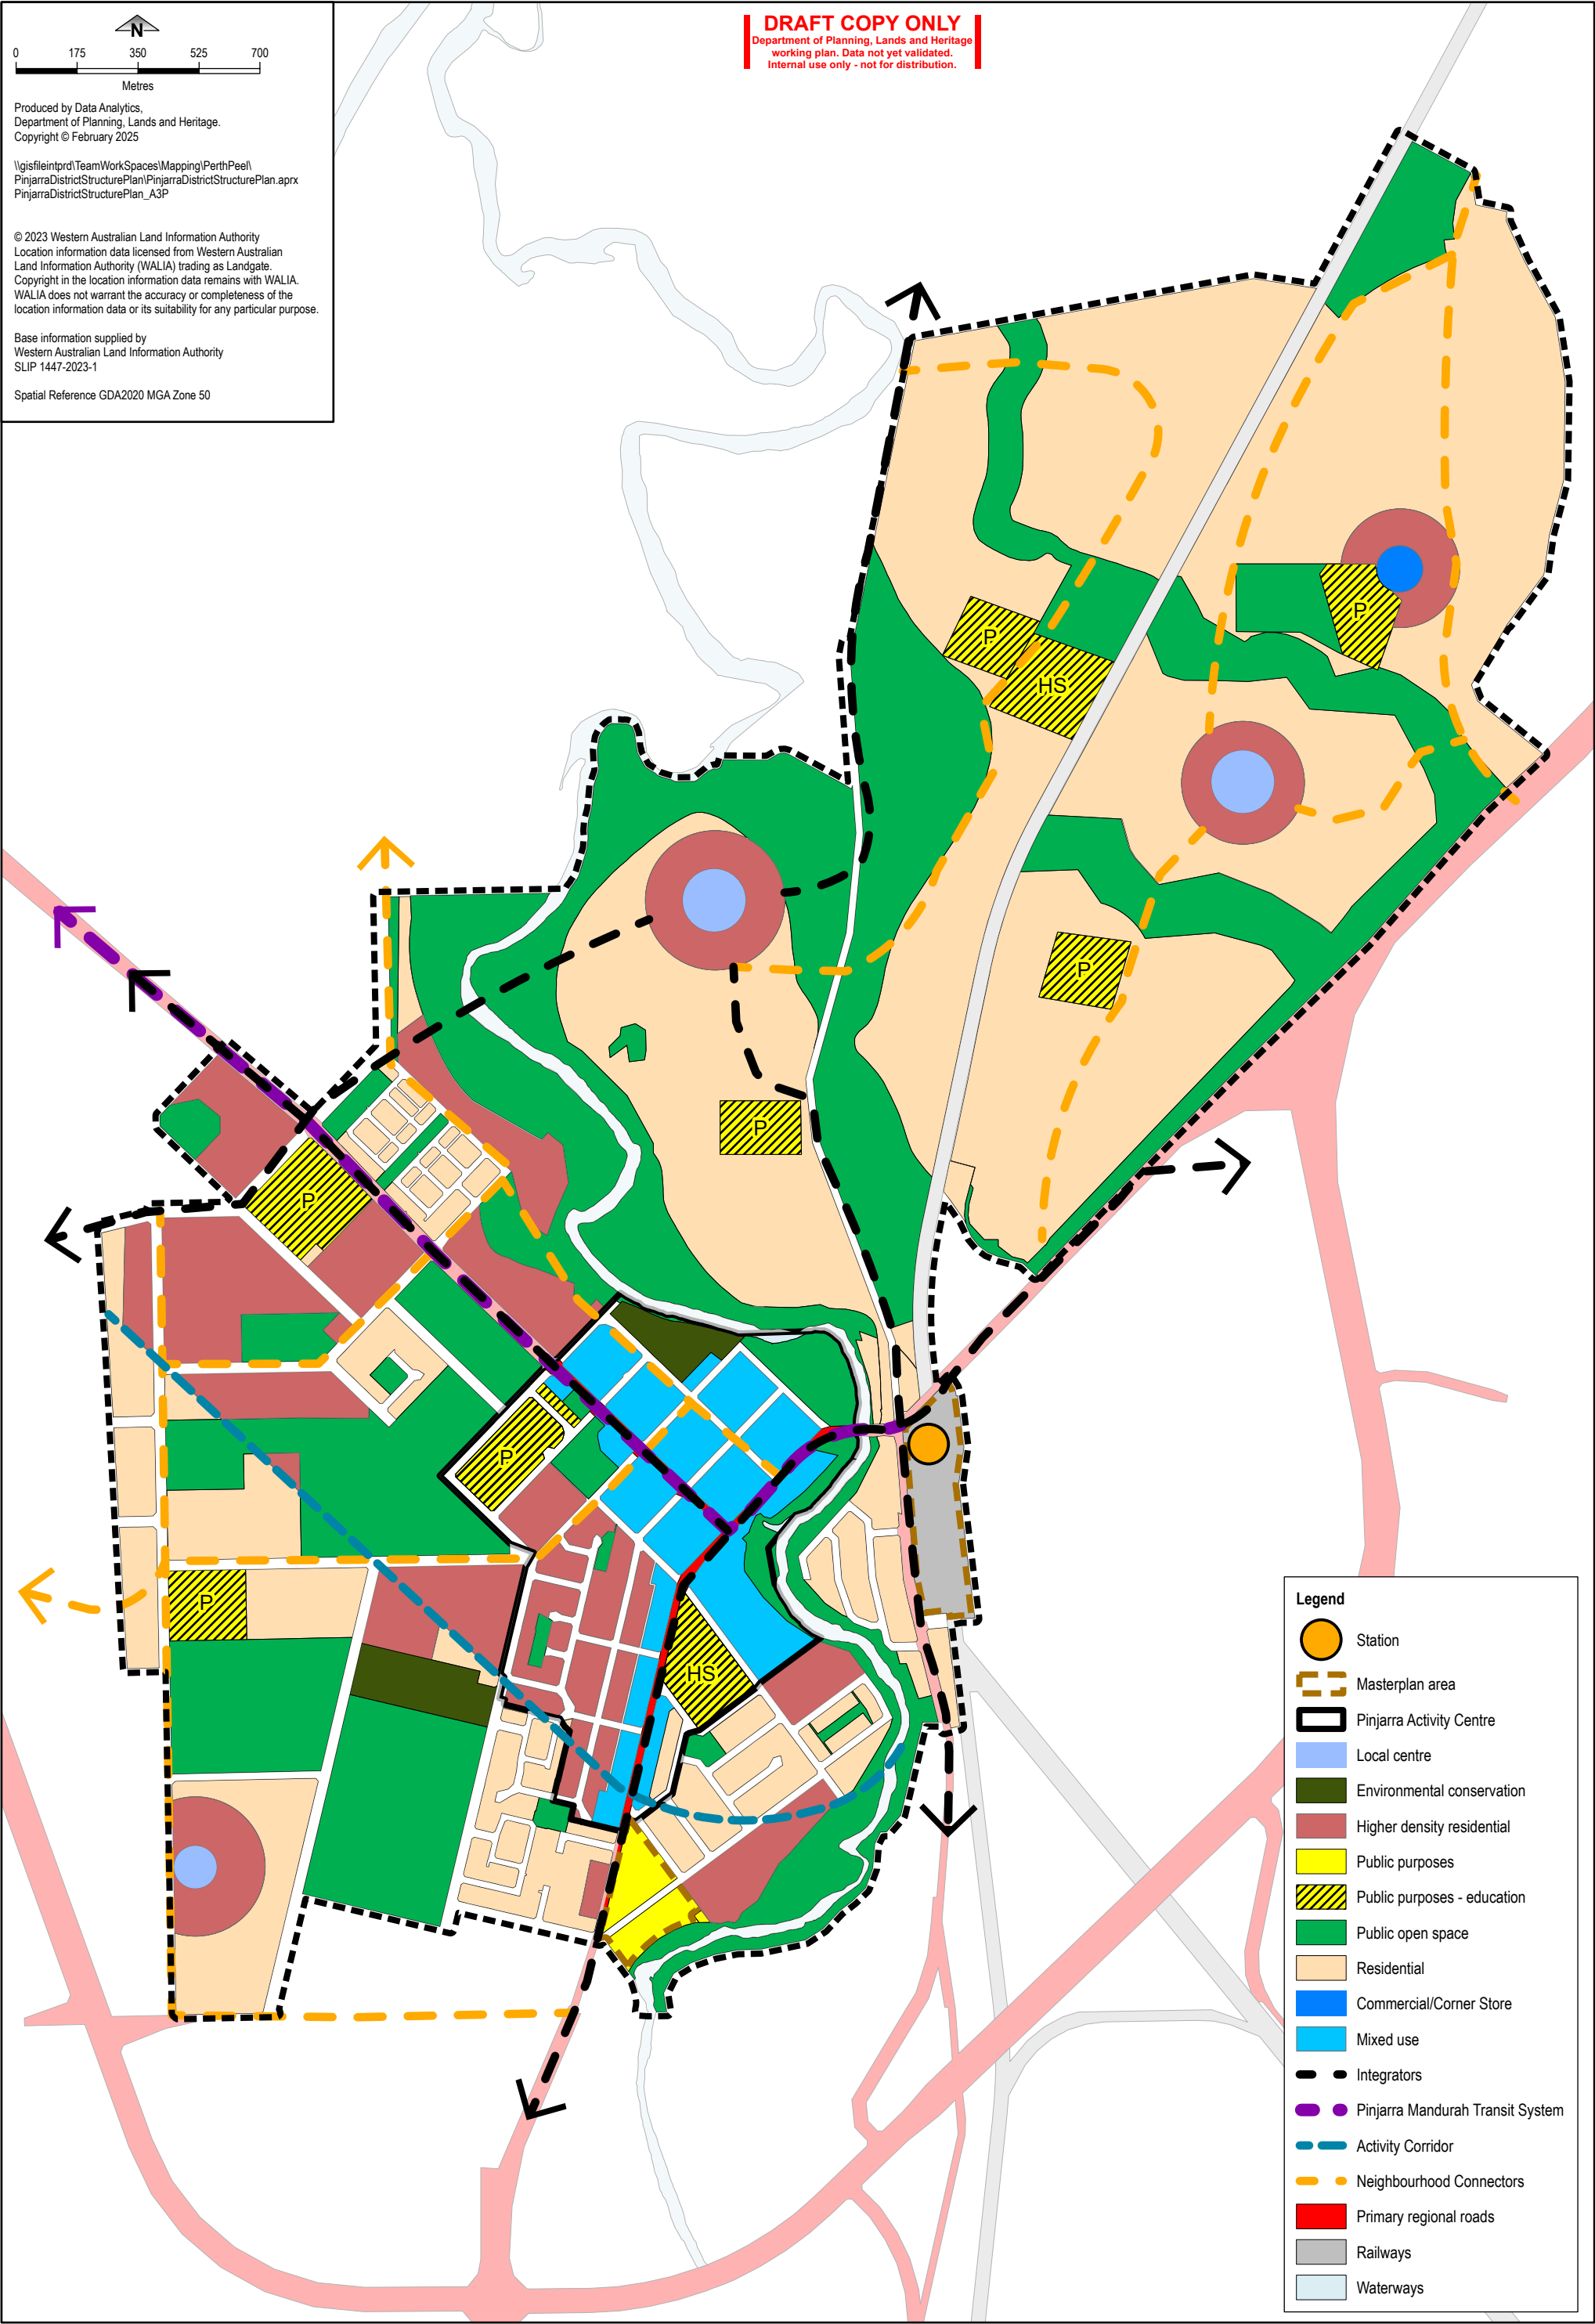 N
0 175 350 525 700
Metres
Produced by Data Analytics,
Department of Planning, Lands and Heritage.
Copyright © February 2025
\\gisfileintprd\TeamWorkSpaces\Mapping\PerthPeel\
PinjarraDistrictStructurePlan\PinjarraDistrictStructurePlan.aprx
PinjarraDistrictStructurePlan_A3P
© 2023 Western Australian Land Information Authority
Location information data licensed from Western Australian
Land Information Authority (WALIA) trading as Landgate.
Copyright in the location information data remains with WALIA.
WALIA does not warrant the accuracy or completeness of the
location information data or its suitability for any particular purpose.
Base information supplied by
Western Australian Land Information Authority
SLIP 1447-2023-1
Spatial Reference GDA2020 MGA Zone 50
DRAFT COPY ONLY
Department of Planning, Lands and Heritage
working plan. Data not yet validated.
Internal use only - not for distribution.
P
P
HS
P
P
P
P
P
HS
Legend
Station
Masterplan area
Pinjarra Activity Centre
Local centre
Environmental conservation
Higher density residential
Public purposes
Public purposes - education
Public open space
Residential
Commercial/Corner Store
Mixed use
Integrators
Pinjarra Mandurah Transit System
Activity Corridor
Neighbourhood Connectors
Primary regional roads
Railways
Waterways